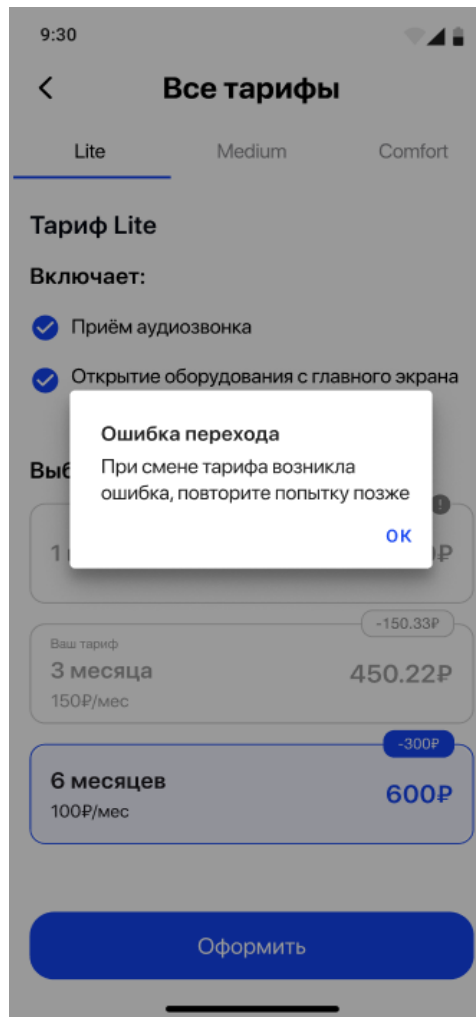 9:30
Все тарифы
Lite Medium Comfort
Тариф Lite
Включает:
Приём аудиозвонка
Открытие оборудования с главного экрана
Ошибка перехода
При смене тарифа возникла
ошибка, повторите попытку позже
ОК
-150.33₽
Ваш тариф
3 месяца 450.22₽
150₽/мес
-300₽
6 месяцев 600₽
100₽/мес
Оформить